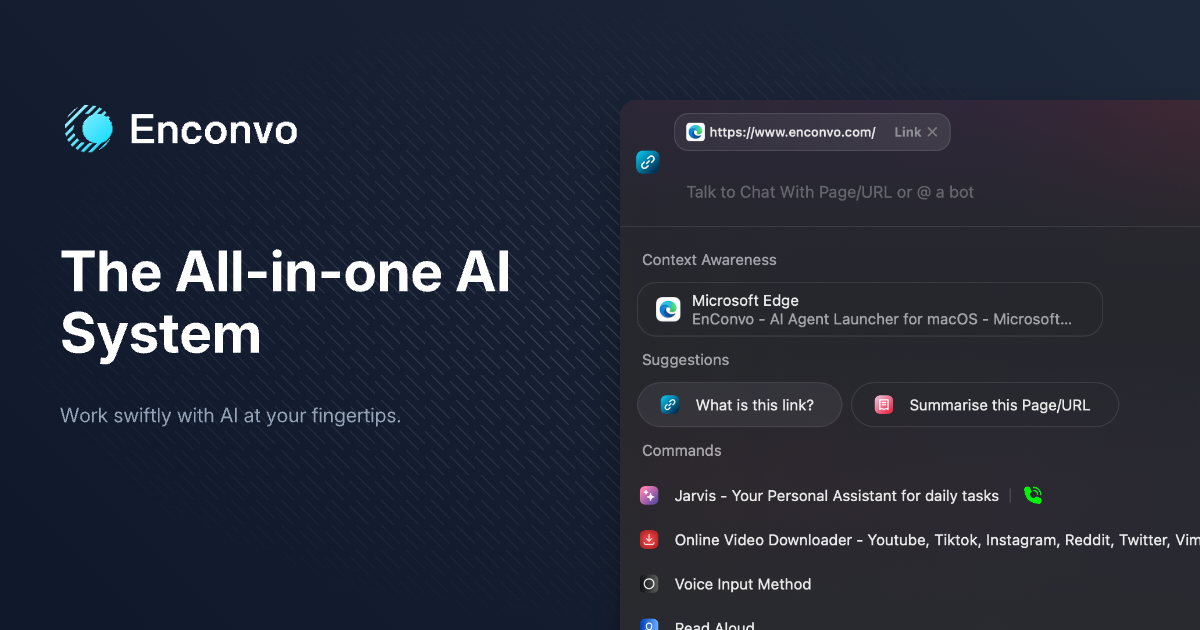 Enconvo
The All-in-one AI
System
Work swiftly with AI at your fingertips.
https://www.enconvo.com/ Link
Talk to Chat With Page/URL or @ a bot
Context Awareness
Microsoft Edge
EnConvo - AI Agent Launcher for macOS - Microsoft...
Suggestions
What is this link? Summarise this Page/URL
Commands
Jarvis - Your Personal Assistant for daily tasks
Online Video Downloader - Youtube, Tiktok, Instagram, Reddit, Twitter, Vim
Voice Input Method
Read Aloud